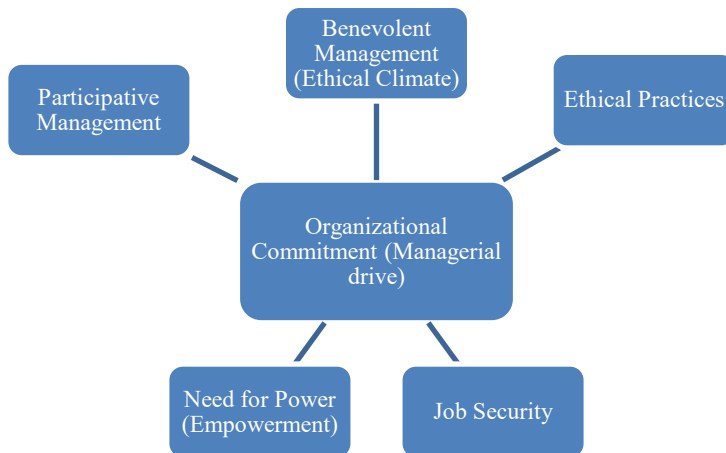 Benevolent
Management
(Ethical Climate)
Participative
Management
Ethical Practices
Organizational
Commitment (Managerial
drive)
Need for Power
(Empowerment)
Job Security